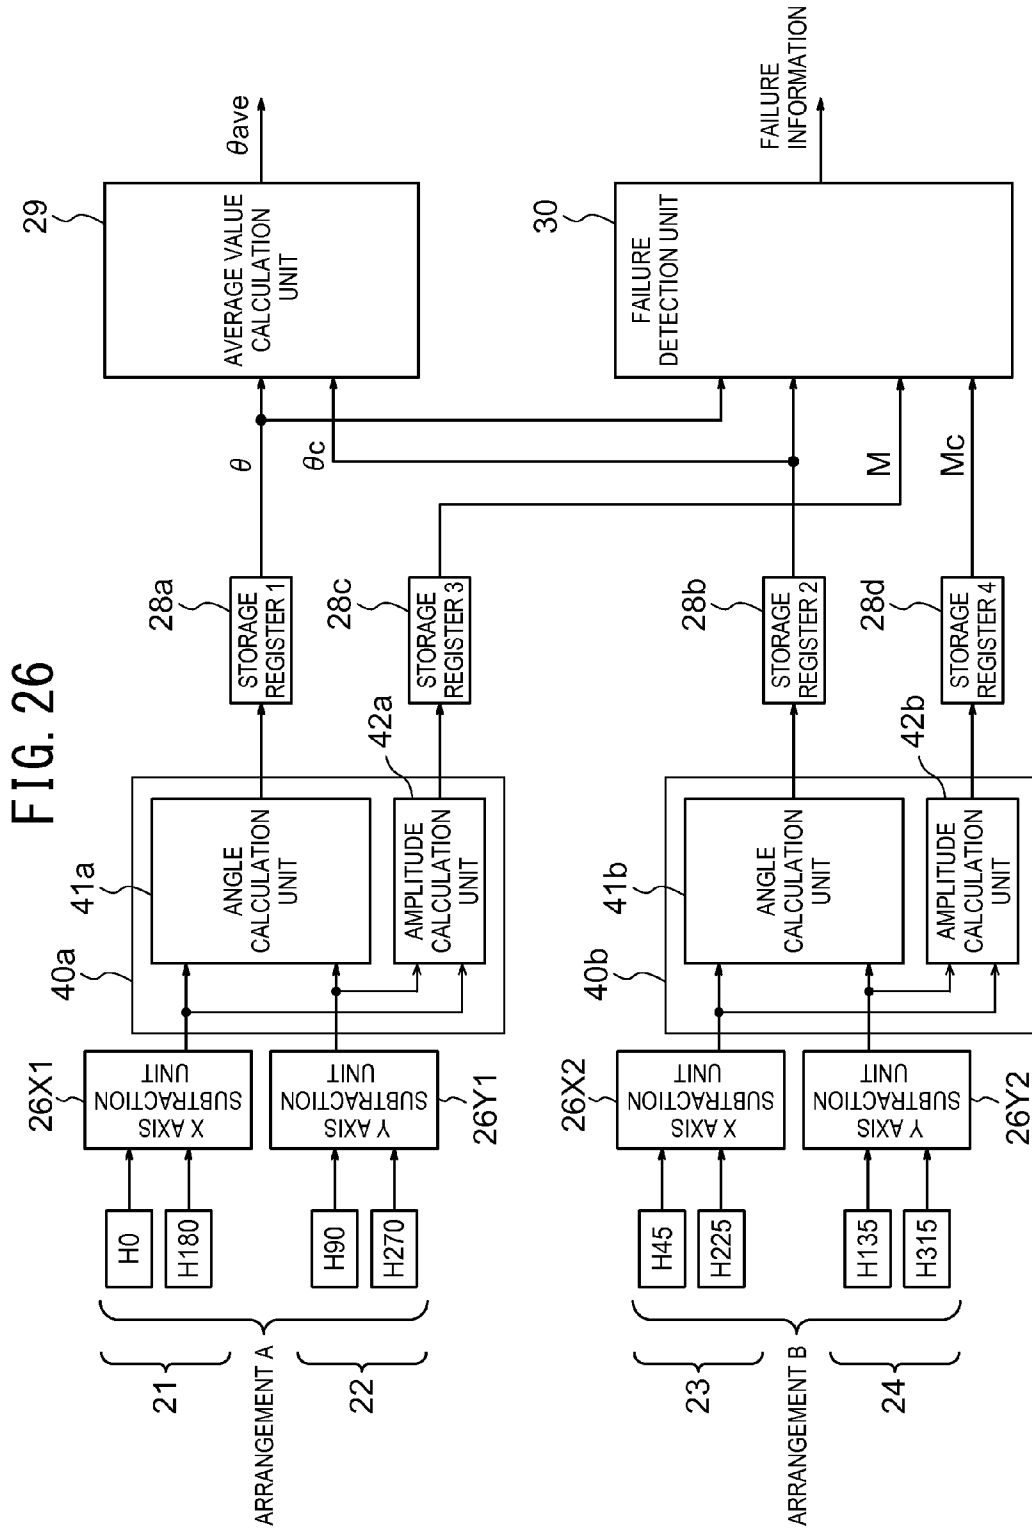 FIG. 26
ARRANGEMENT A
21
22
H0
H180
H90
H270
26X1
X AXIS
SUBTRACTION
UNIT
Y AXIS
SUBTRACTION
UNIT
26Y1
40a
41a
ANGLE
CALCULATION
UNIT
42a
AMPLITUDE
CALCULATION
UNIT
28a
STORAGE
REGISTER 1
28c
STORAGE
REGISTER 3
θ
θc
29
AVERAGE VALUE
CALCULATION
UNIT
θave
ARRANGEMENT B
23
24
H45
H225
H135
H315
26X2
X AXIS
SUBTRACTION
UNIT
Y AXIS
SUBTRACTION
UNIT
26Y2
40b
41b
ANGLE
CALCULATION
UNIT
42b
AMPLITUDE
CALCULATION
UNIT
28b
STORAGE
REGISTER 2
28d
STORAGE
REGISTER 4
M
Mc
30
FAILURE
DETECTION UNIT
FAILURE
INFORMATION